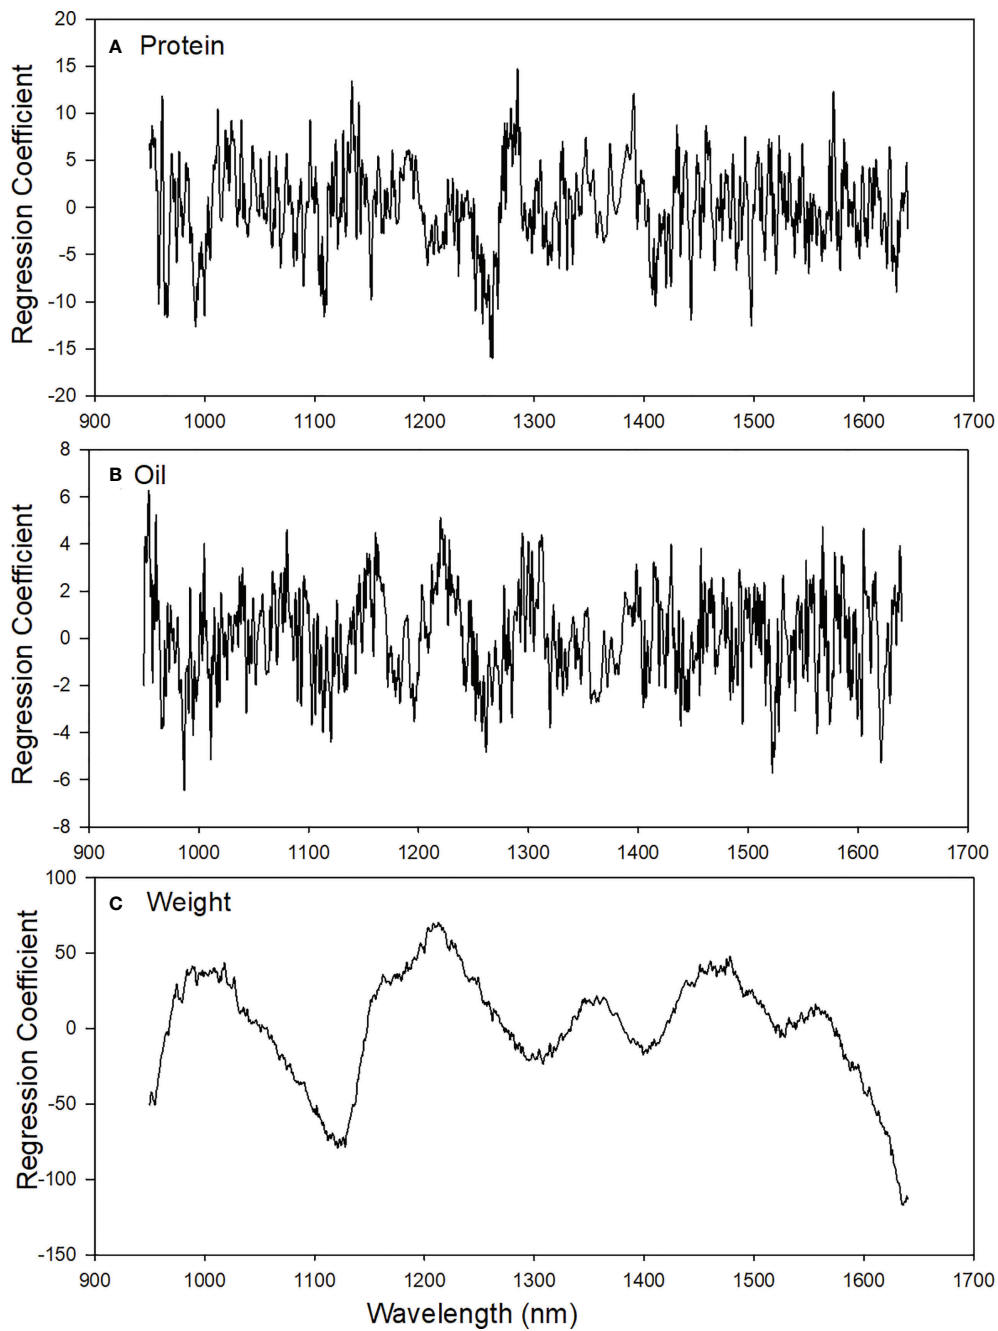 A Protein
Regression Coefficient
20
15
10
5
0
-5
-10
-15
-20
900 1000 1100 1200 1300 1400 1500 1600 1700
B Oil
Regression Coefficient
8
6
4
2
0
-2
-4
-6
-8
900 1000 1100 1200 1300 1400 1500 1600 1700
C Weight
Regression Coefficient
100
50
0
-50
-100
-150
900 1000 1100 1200 1300 1400 1500 1600 1700
Wavelength (nm)